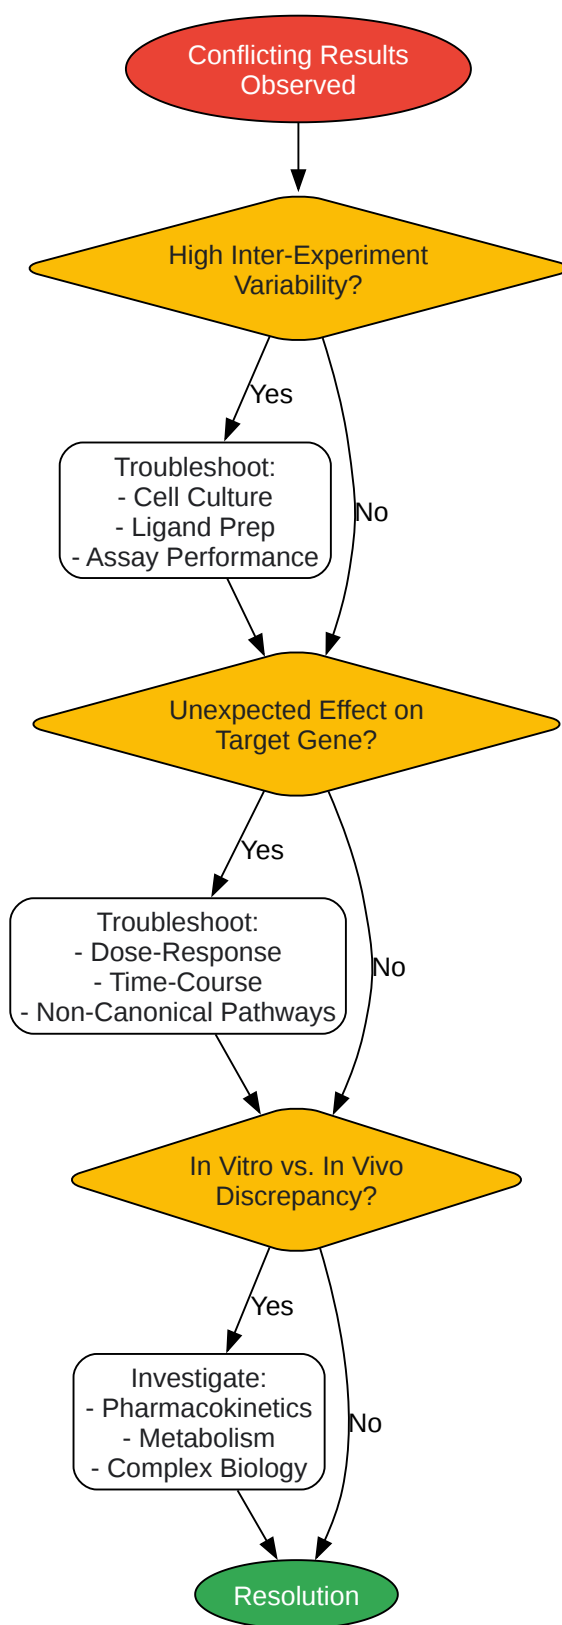 Conflicting Results
Observed
High Inter-Experiment
Variability?
Yes
Troubleshoot:
- Cell Culture
- Ligand Prep
- Assay Performance
No
Unexpected Effect on
Target Gene?
Yes
Troubleshoot:
- Dose-Response
- Time-Course
- Non-Canonical Pathways
No
In Vitro vs. In Vivo
Discrepancy?
Yes
Investigate:
- Pharmacokinetics
- Metabolism
- Complex Biology
No
Resolution